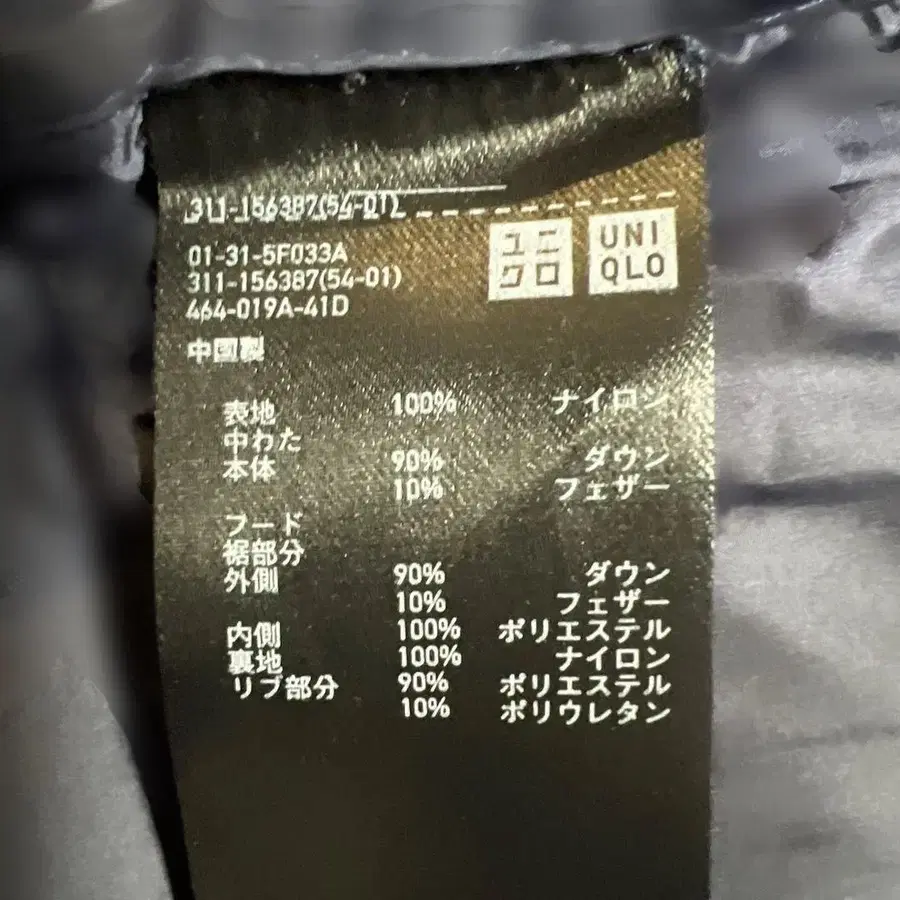 311-156387(54-01)
ユニ
クロ
UNI
QLO
01-31-5F033A
311-156387(54-01)
464-019A-41D
中国製
表地 100% ナイロン
中わた
本体 90% ダウン
10% フェザー
フード
裾部分
外側 90% ダウン
10% フェザー
内側 100% ポリエステル
裏地 100% ナイロン
リブ部分 90% ポリエステル
10% ポリウレタン